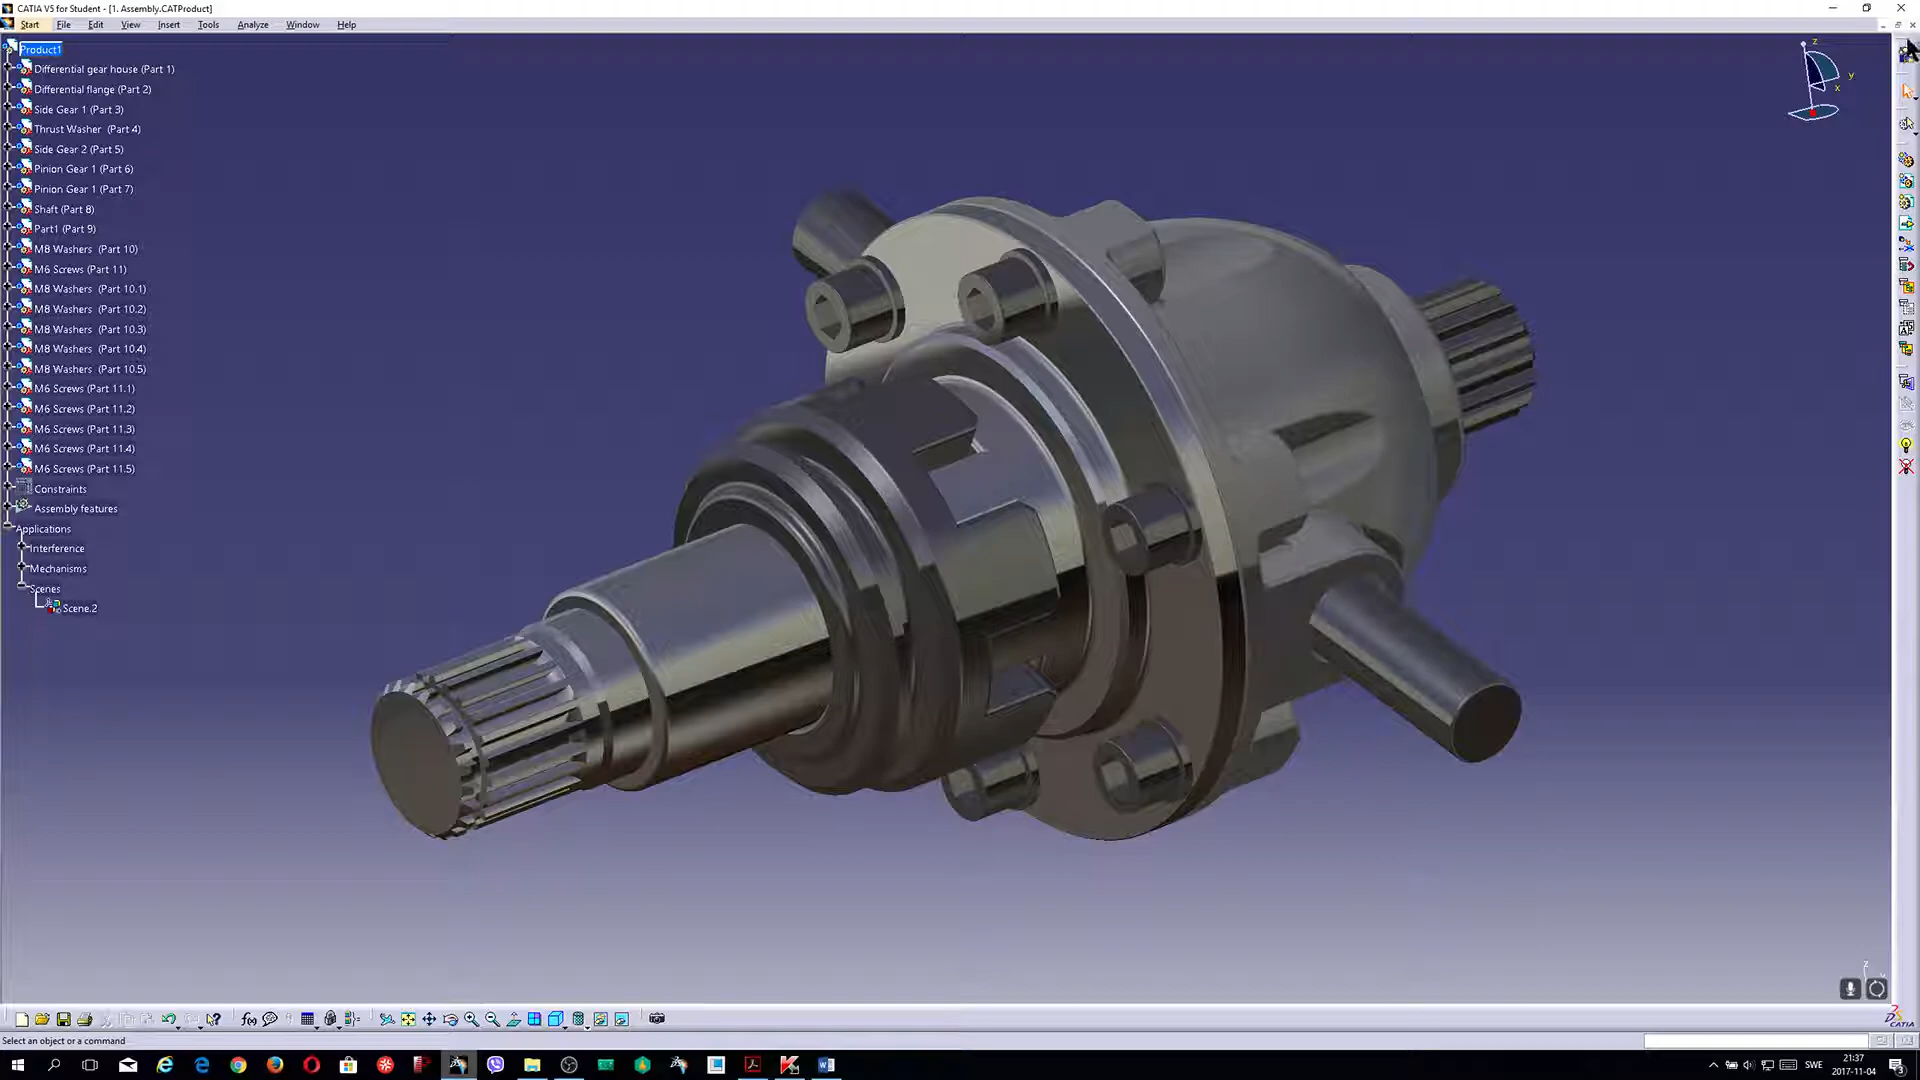 CATIA V5 for Student - [1. Assembly.CATProduct]
Start File Edit View Insert Tools Analyze Window Help
Product1
Differential gear house (Part 1)
Differential flange (Part 2)
Side Gear 1 (Part 3)
Thrust Washer (Part 4)
Side Gear 2 (Part 5)
Pinion Gear 1 (Part 6)
Pinion Gear 1 (Part 7)
Shaft (Part 8)
Part1 (Part 9)
M8 Washers (Part 10)
M6 Screws (Part 11)
M8 Washers (Part 10.1)
M8 Washers (Part 10.2)
M8 Washers (Part 10.3)
M8 Washers (Part 10.4)
M8 Washers (Part 10.5)
M6 Screws (Part 11.1)
M6 Screws (Part 11.2)
M6 Screws (Part 11.3)
M6 Screws (Part 11.4)
M6 Screws (Part 11.5)
Constraints
Assembly features
Applications
Interference
Mechanisms
Scenes
Scene.2
z
y
x
z
CATIA
Select an object or a command
SWE
21:37
2017-11-04